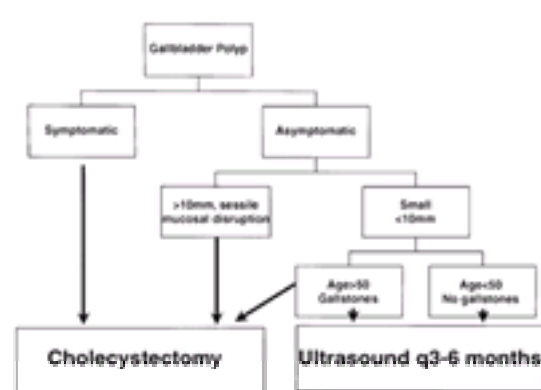 Gallbladder Polyp
Symptomatic
Asymptomatic
>10mm, sessile
mucosal disruption
Small
<10mm
Age>50
Gallstones
Age<50
No gallstones
Cholecystectomy
Ultrasound q3-6 months